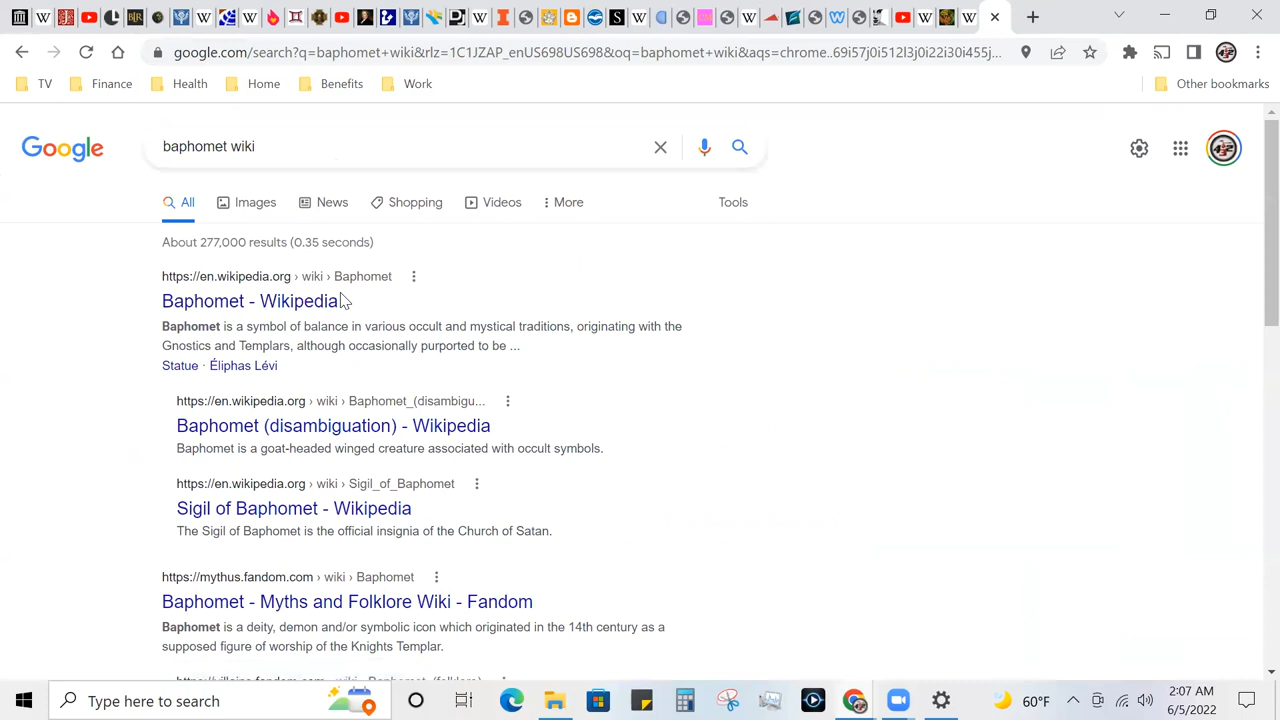 google.com/search?q=baphomet+wiki&rlz=1C1JZAP_enUS698US698&oq=baphomet+wiki&aqs=chrome..69i57j0i512l3j0i22i30i455j...
TV Finance Health Home Benefits Work Other bookmarks
Google baphomet wiki
All Images News Shopping Videos More Tools
About 277,000 results (0.35 seconds)
https://en.wikipedia.org › wiki › Baphomet
Baphomet - Wikipedia
Baphomet is a symbol of balance in various occult and mystical traditions, originating with the
Gnostics and Templars, although occasionally purported to be ...
Statue · Éliphas Lévi
https://en.wikipedia.org › wiki › Baphomet_(disambigu...
Baphomet (disambiguation) - Wikipedia
Baphomet is a goat-headed winged creature associated with occult symbols.
https://en.wikipedia.org › wiki › Sigil_of_Baphomet
Sigil of Baphomet - Wikipedia
The Sigil of Baphomet is the official insignia of the Church of Satan.
https://mythus.fandom.com › wiki › Baphomet
Baphomet - Myths and Folklore Wiki - Fandom
Baphomet is a deity, demon and/or symbolic icon which originated in the 14th century as a
supposed figure of worship of the Knights Templar.
Type here to search 60°F 2:07 AM
6/5/2022